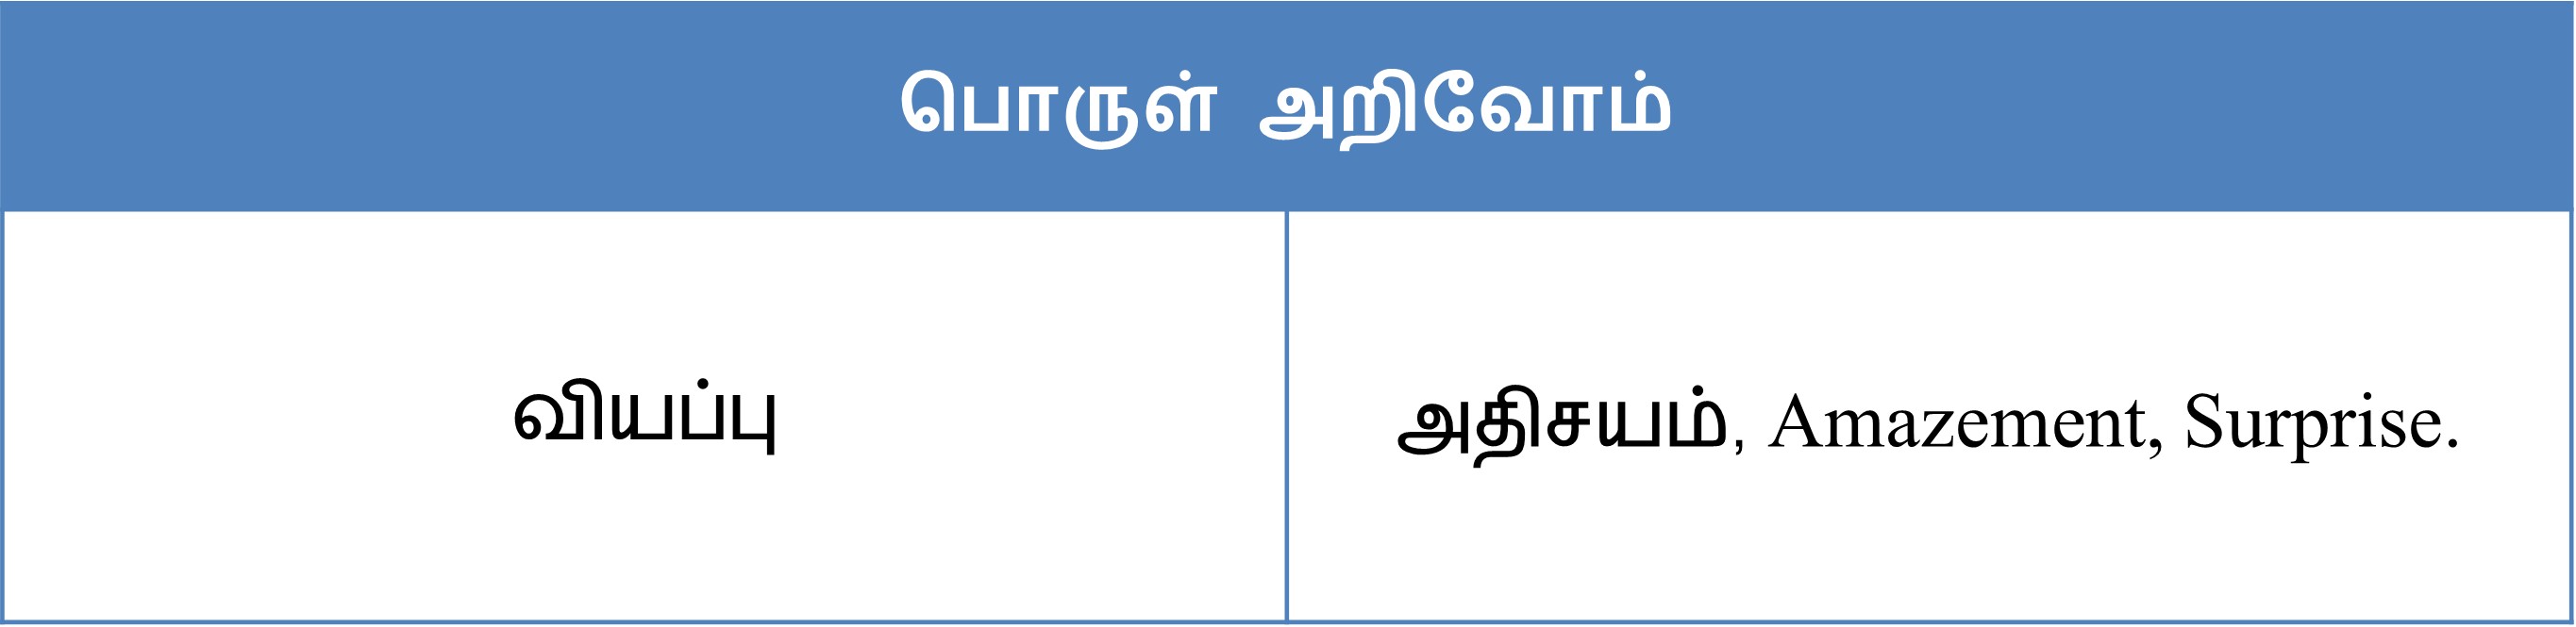 பொருள் அறிவோம்
வியப்பு
அதிசயம், Amazement, Surprise.